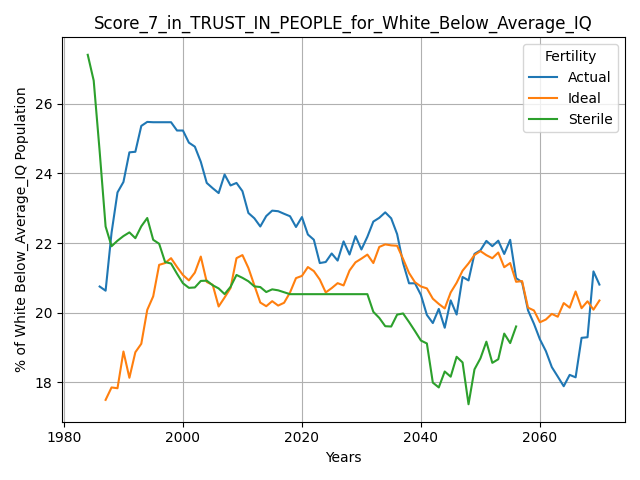 Score_7_in_TRUST_IN_PEOPLE_for_White_Below_Average_IQ
% of White Below_Average_IQ Population
26
24
22
20
18
Fertility
Actual
Ideal
Sterile
1980
2000
2020
2040
2060
Years